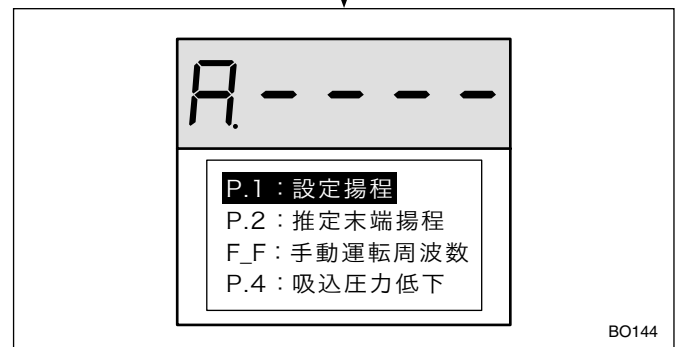 A.----
P.1：設定揚程
P.2：推定末端揚程
F_F：手動運転周波数
P.4：吸込圧力低下
BO144